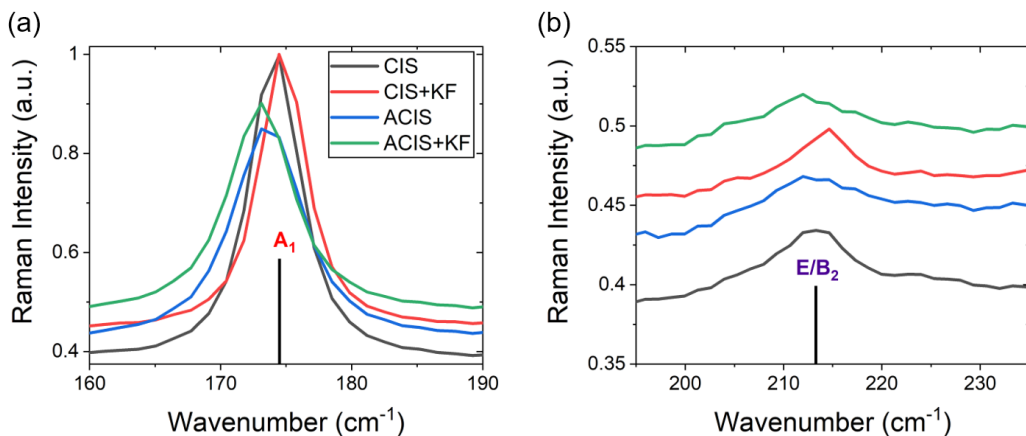 (a)
Raman Intensity (a.u.)
1
0.8
0.6
0.4
CIS
CIS+KF
ACIS
ACIS+KF
A₁
160 170 180 190
Wavenumber (cm⁻¹)
(b)
Raman Intensity (a.u.)
0.55
0.5
0.45
0.4
0.35
E/B₂
200 210 220 230
Wavenumber (cm⁻¹)